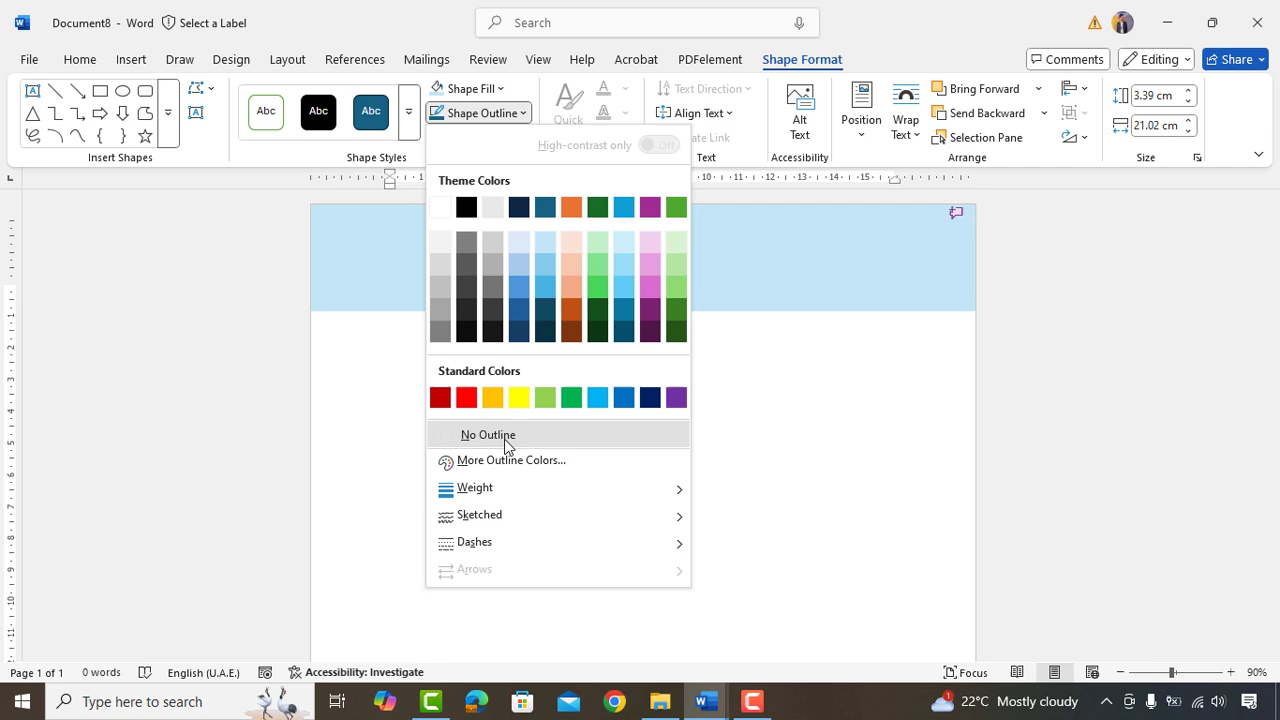 Document8 - Word Select a Label
Search
File Home Insert Draw Design Layout References Mailings Review View Help Acrobat PDFelement Shape Format
Comments Editing Share
Abc Abc Abc
Shape Fill
Shape Outline
Quick
Text Direction
Align Text
ate Link
Alt
Text
Position
Wrap
Text
Bring Forward
Send Backward
Selection Pane
3.39 cm
21.02 cm
Insert Shapes Shape Styles Text Accessibility Arrange Size
High-contrast only Off
Theme Colors
Standard Colors
No Outline
More Outline Colors...
Weight
Sketched
Dashes
Arrows
Page 1 of 1 0 words English (U.A.E.) Accessibility: Investigate Focus 90%
Type here to search
22°C Mostly cloudy